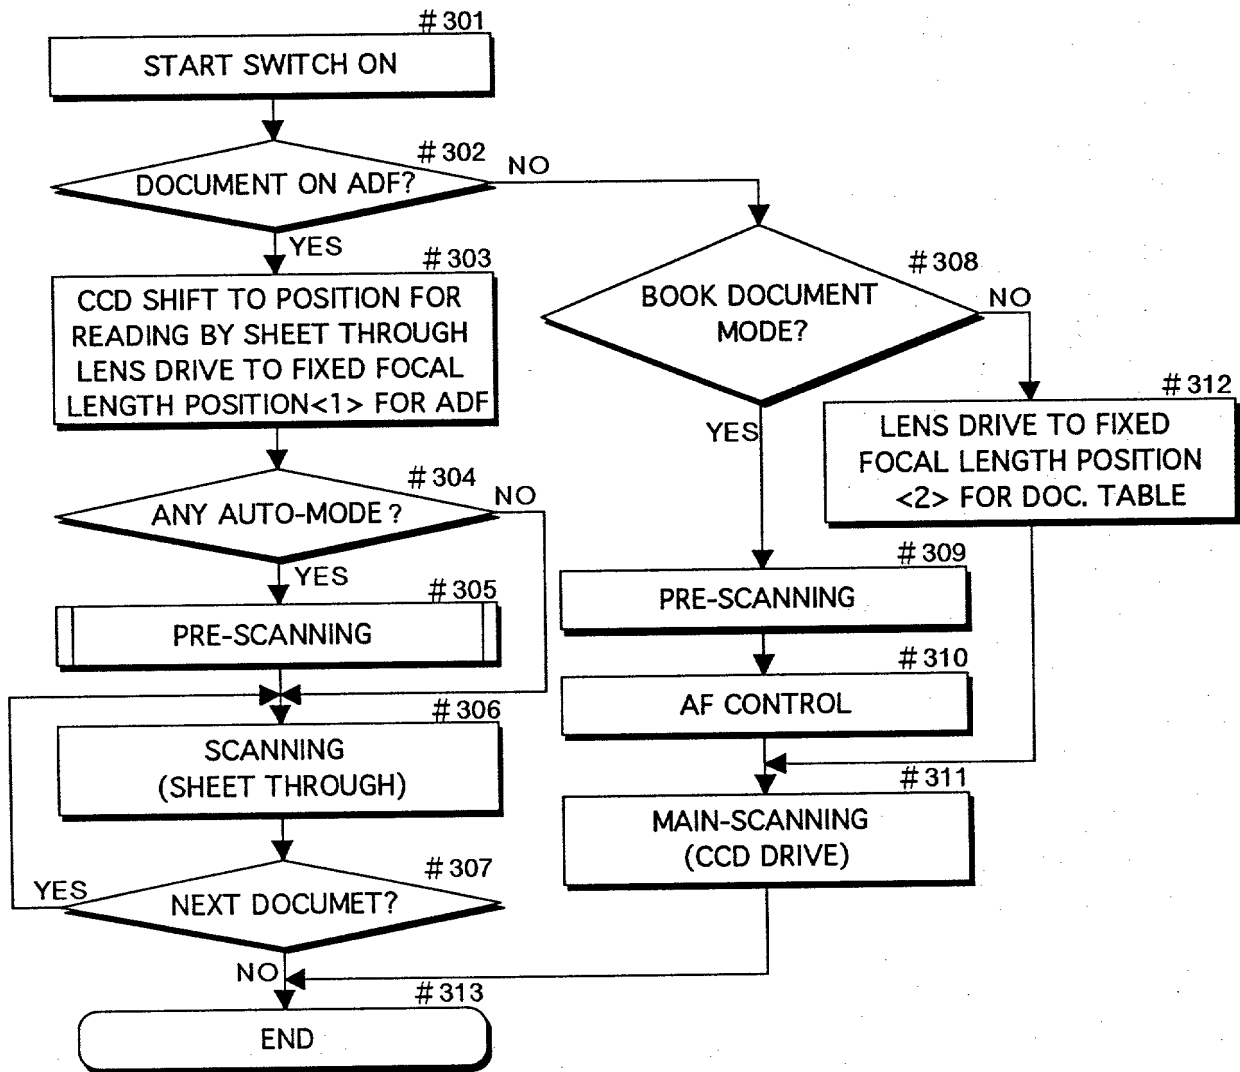 #301
START SWITCH ON
#302
DOCUMENT ON ADF?
NO
YES
#303
CCD SHIFT TO POSITION FOR
READING BY SHEET THROUGH
LENS DRIVE TO FIXED FOCAL
LENGTH POSITION<1> FOR ADF
#304
ANY AUTO-MODE?
NO
YES
#305
PRE-SCANNING
#306
SCANNING
(SHEET THROUGH)
#307
NEXT DOCUMET?
YES
NO
#308
BOOK DOCUMENT
MODE?
NO
YES
#312
LENS DRIVE TO FIXED
FOCAL LENGTH POSITION
<2> FOR DOC. TABLE
#309
PRE-SCANNING
#310
AF CONTROL
#311
MAIN-SCANNING
(CCD DRIVE)
#313
END